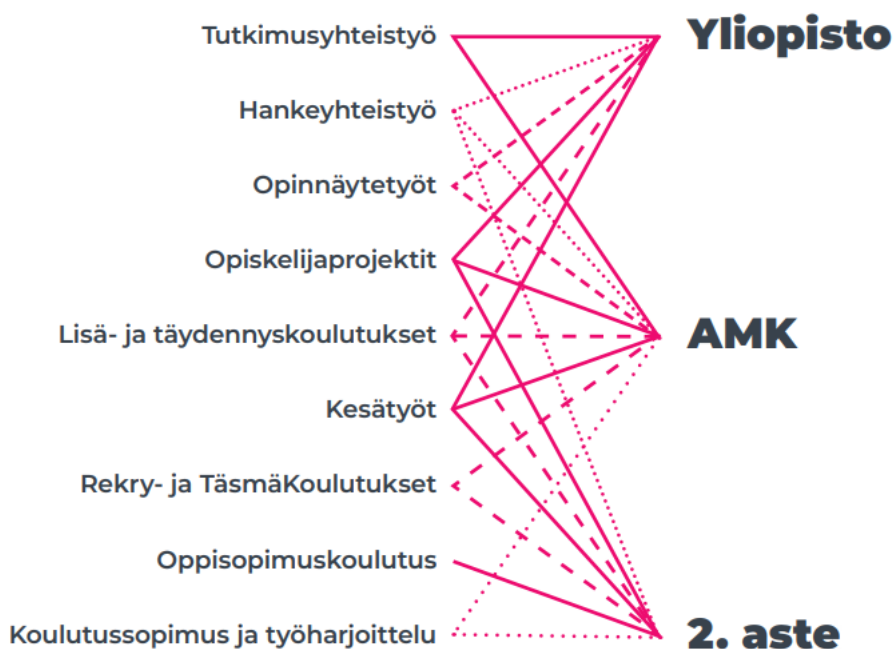 Tutkimusyhteistyö
Hankeyhteistyö
Opinnäytetyöt
Opiskelijaprojektit
Lisä- ja täydennyskoulutukset
Kesätyöt
Rekry- ja TäsmäKoulutukset
Oppisopimuskoulutus
Koulutussopimus ja työharjoittelu
Yliopisto
AMK
2. aste